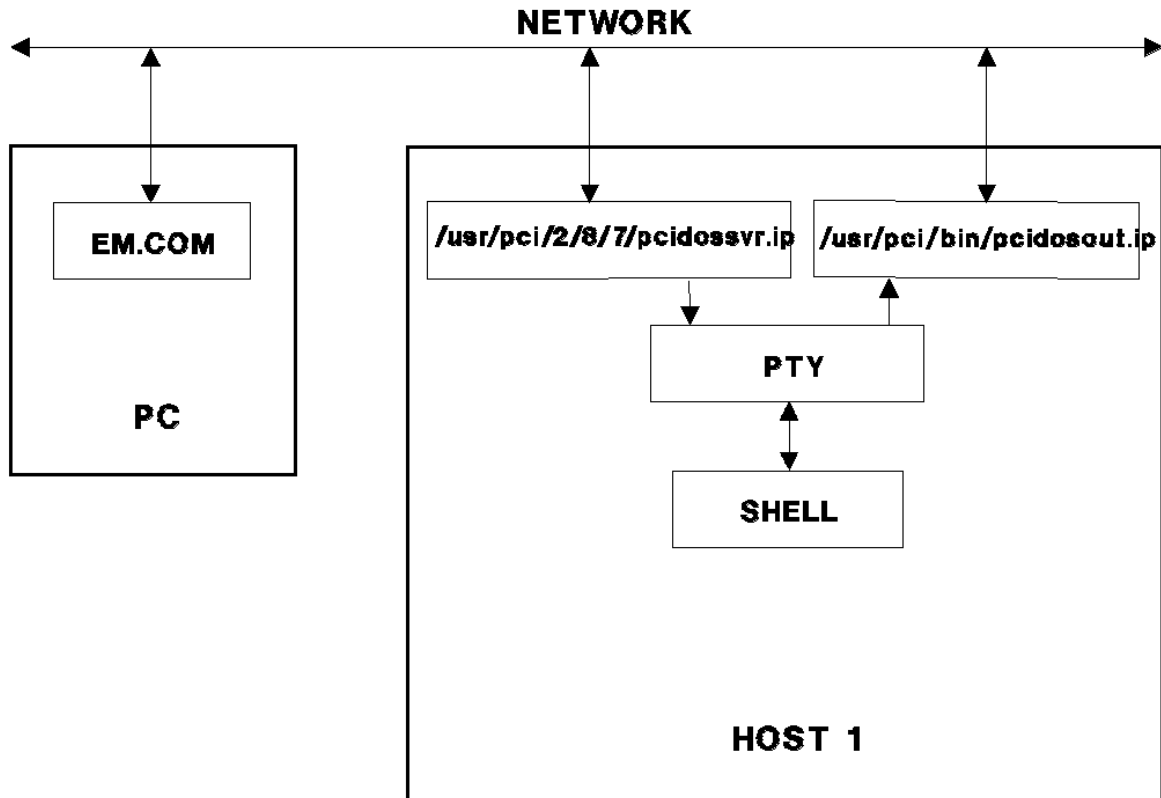 NETWORK
EM.COM
/usr/pci/2/8/7/pcidossvr.ip
/usr/pci/bin/pcidosout.ip
PTY
PC
SHELL
HOST 1